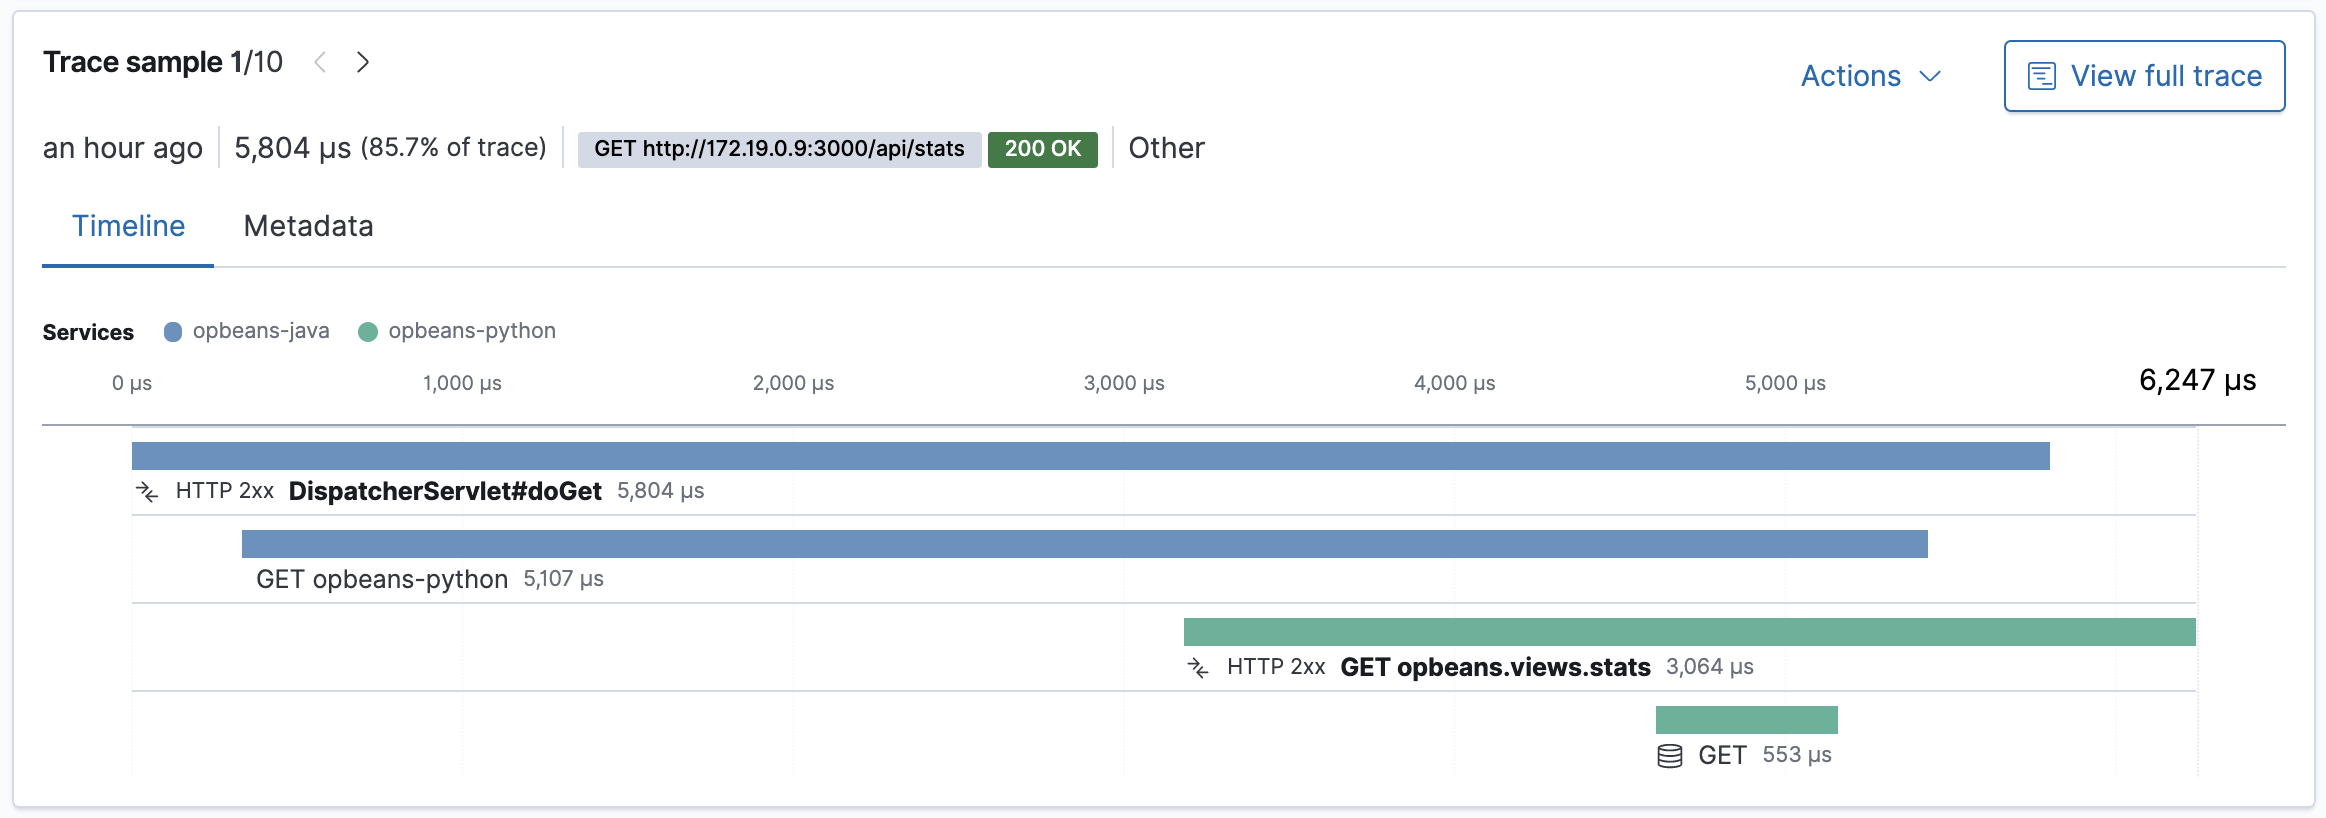 Trace sample 1/10
Actions
View full trace
an hour ago 5,804 µs (85.7% of trace) GET http://172.19.0.9:3000/api/stats 200 OK Other
Timeline Metadata
Services opbeans-java opbeans-python
0 µs 1,000 µs 2,000 µs 3,000 µs 4,000 µs 5,000 µs 6,247 µs
HTTP 2xx DispatcherServlet#doGet 5,804 µs
GET opbeans-python 5,107 µs
HTTP 2xx GET opbeans.views.stats 3,064 µs
GET 553 µs